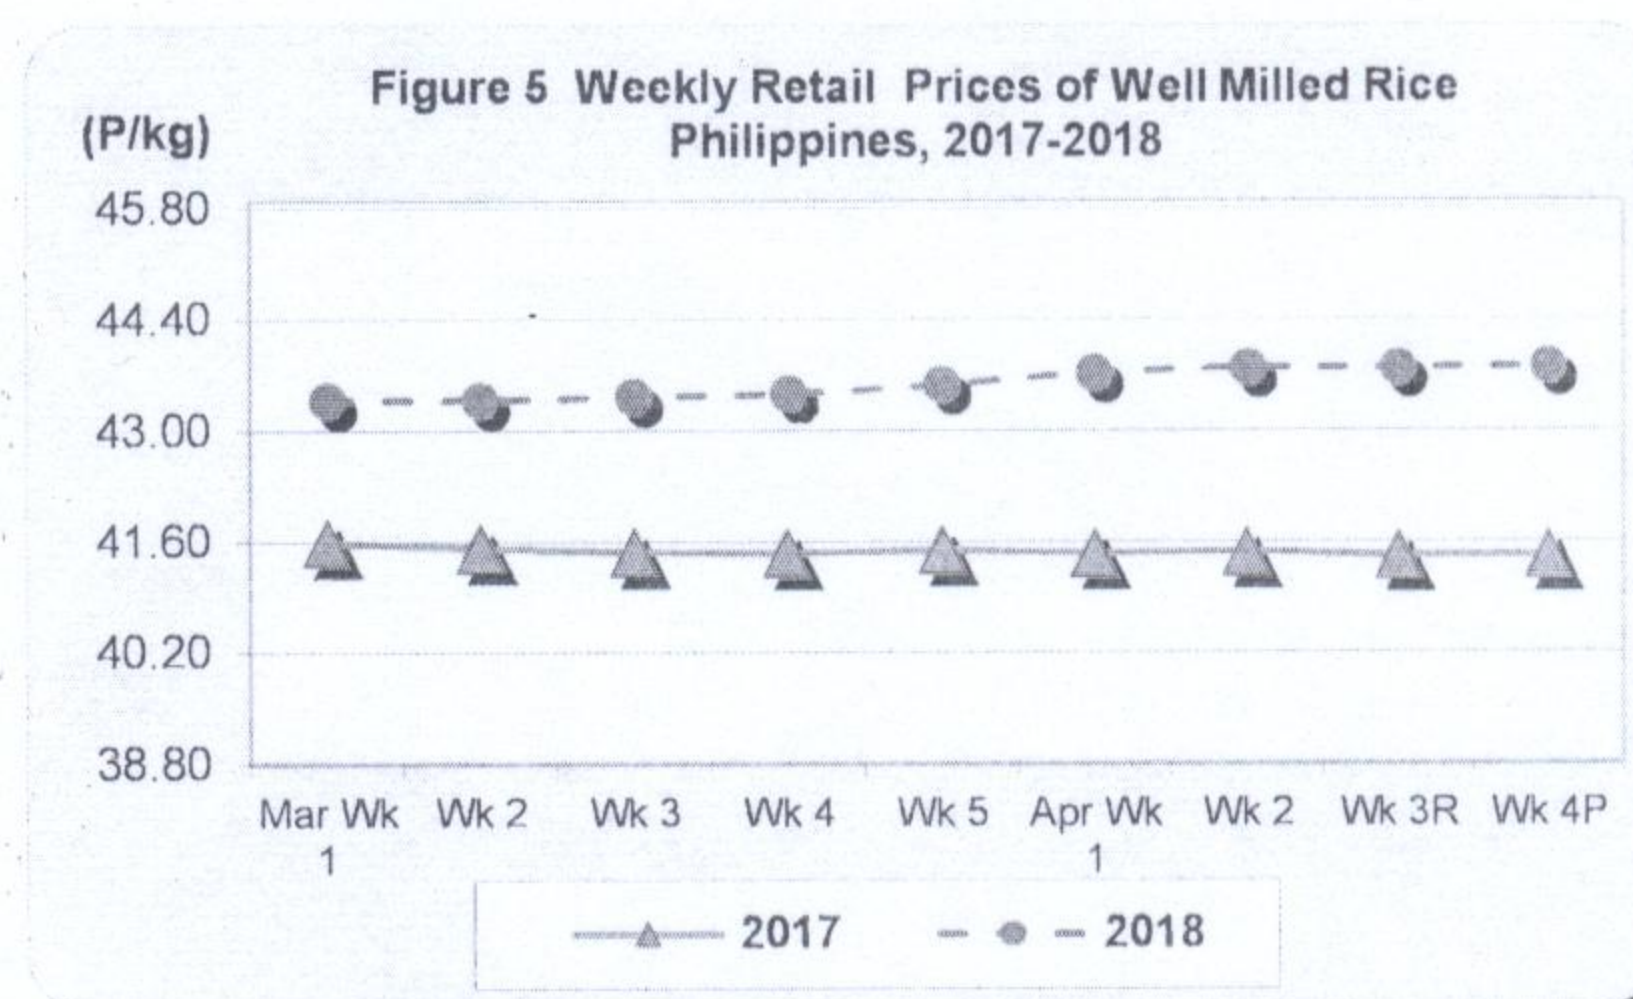 Figure 5 Weekly Retail Prices of Well Milled Rice
Philippines, 2017-2018
(P/kg)
45.80
44.40
43.00
41.60
40.20
38.80
Mar Wk 1 Wk 2 Wk 3 Wk 4 Wk 5 Apr Wk 1 Wk 2 Wk 3R Wk 4P
2017 2018